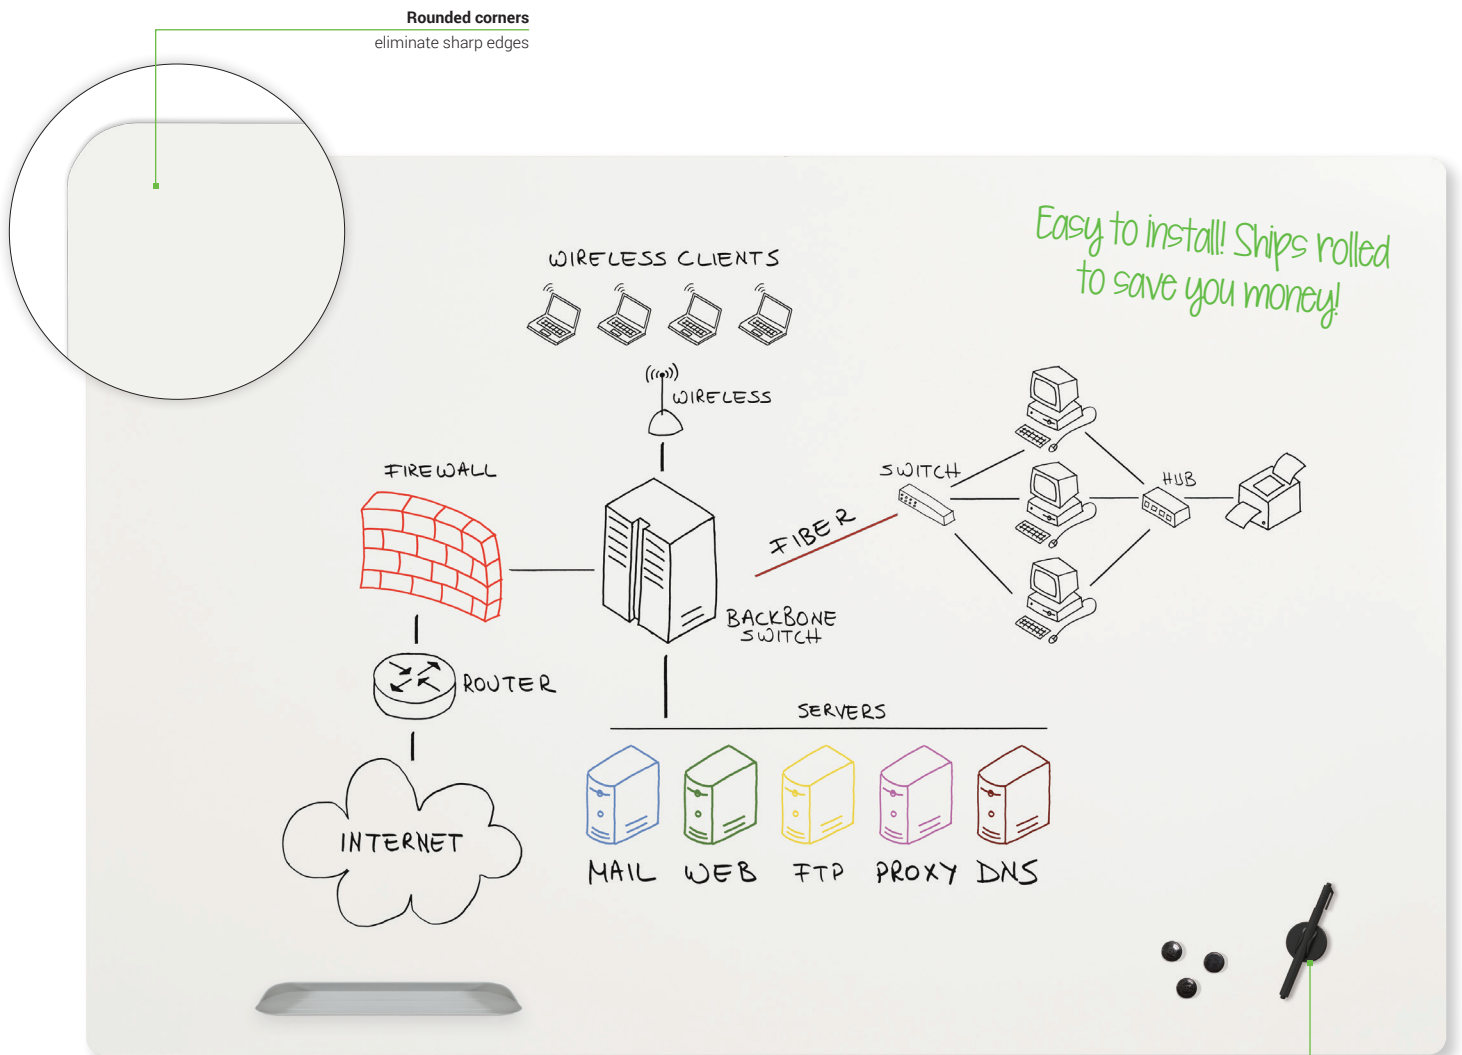 Rounded corners
eliminate sharp edges
Easy to install! Ships rolled
to save you money!
WIRELESS CLIENTS
WIRELESS
FIREWALL
SWITCH
HUB
FIBER
BACKBONE
SWITCH
ROUTER
SERVERS
INTERNET
MAIL WEB FTP PROXY DNS